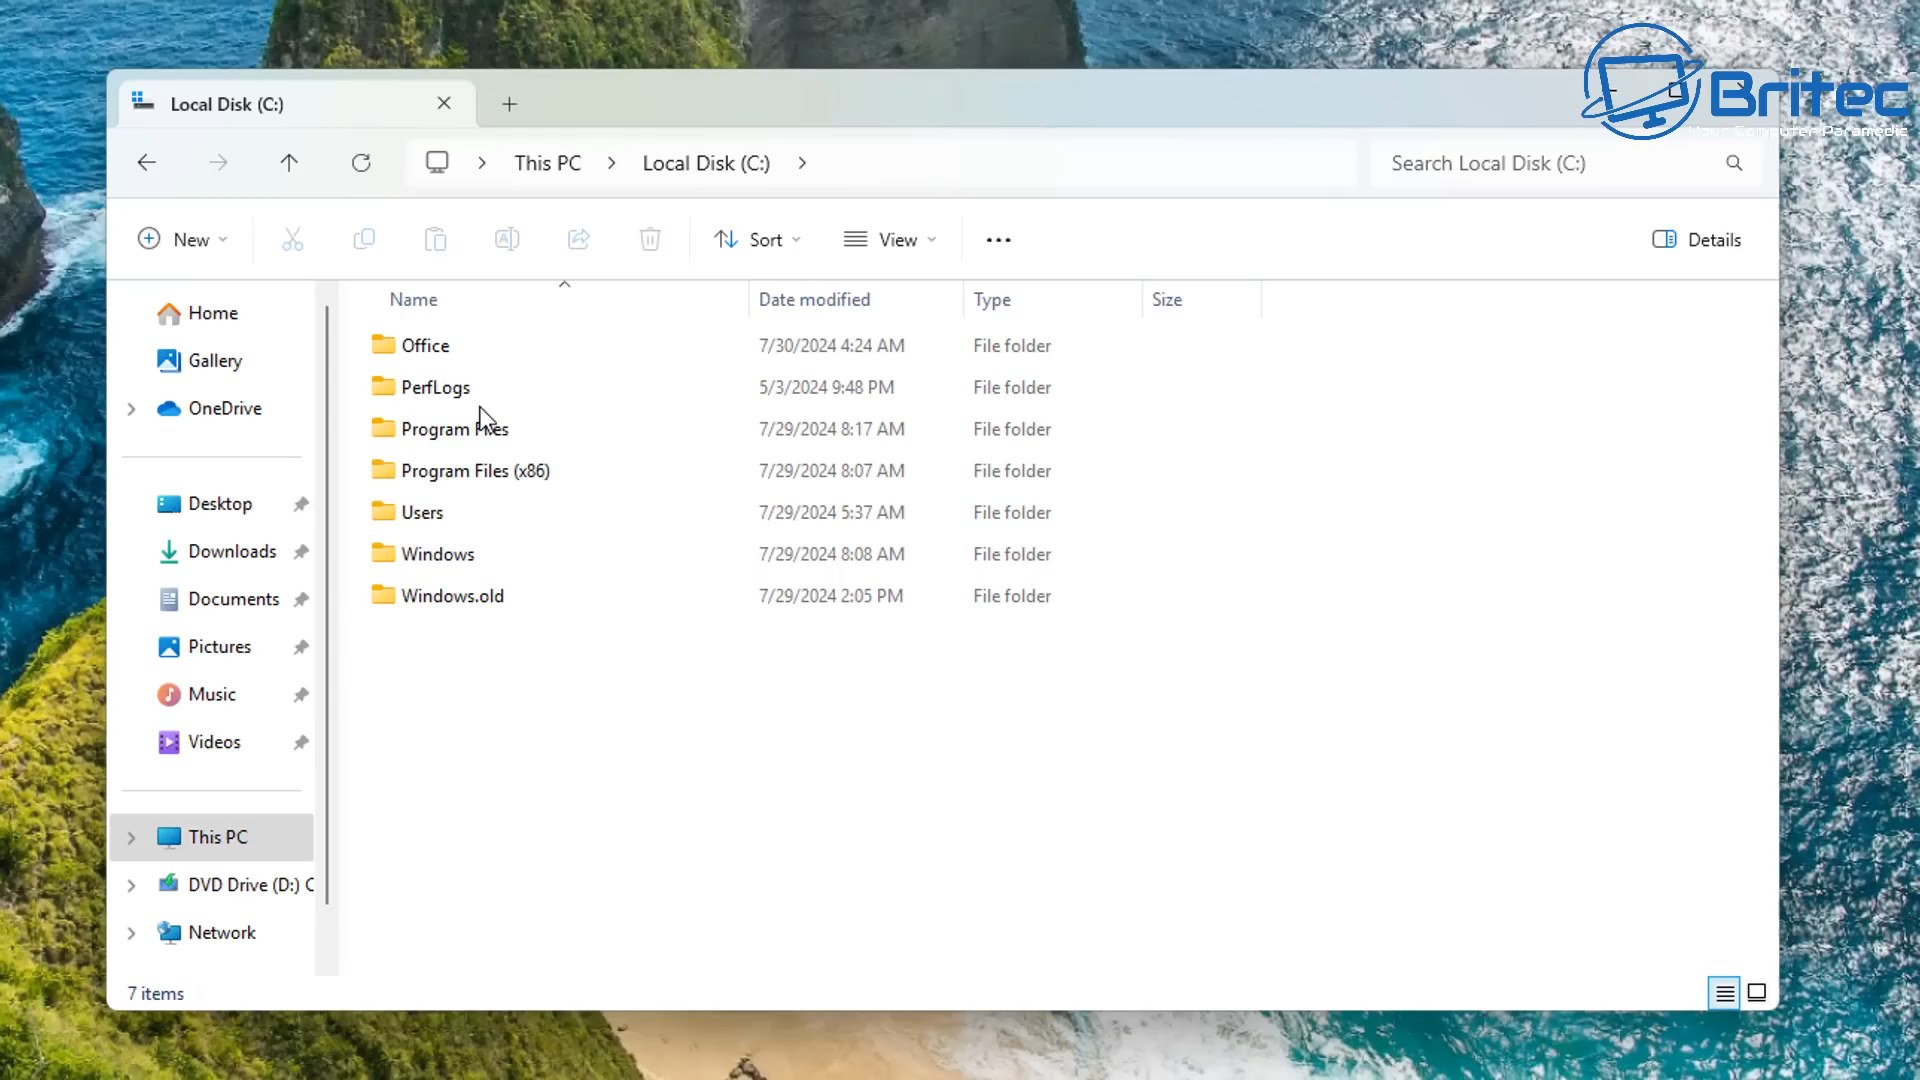 Local Disk (C:)
Britec
Your Computer Paramedic
This PC
Local Disk (C:)
Search Local Disk (C:)
New
Sort
View
Details
Name Date modified Type Size
Home
Gallery
OneDrive
Desktop
Downloads
Documents
Pictures
Music
Videos
This PC
DVD Drive (D:) C
Network
Office 7/30/2024 4:24 AM File folder
PerfLogs 5/3/2024 9:48 PM File folder
Program Files 7/29/2024 8:17 AM File folder
Program Files (x86) 7/29/2024 8:07 AM File folder
Users 7/29/2024 5:37 AM File folder
Windows 7/29/2024 8:08 AM File folder
Windows.old 7/29/2024 2:05 PM File folder
7 items